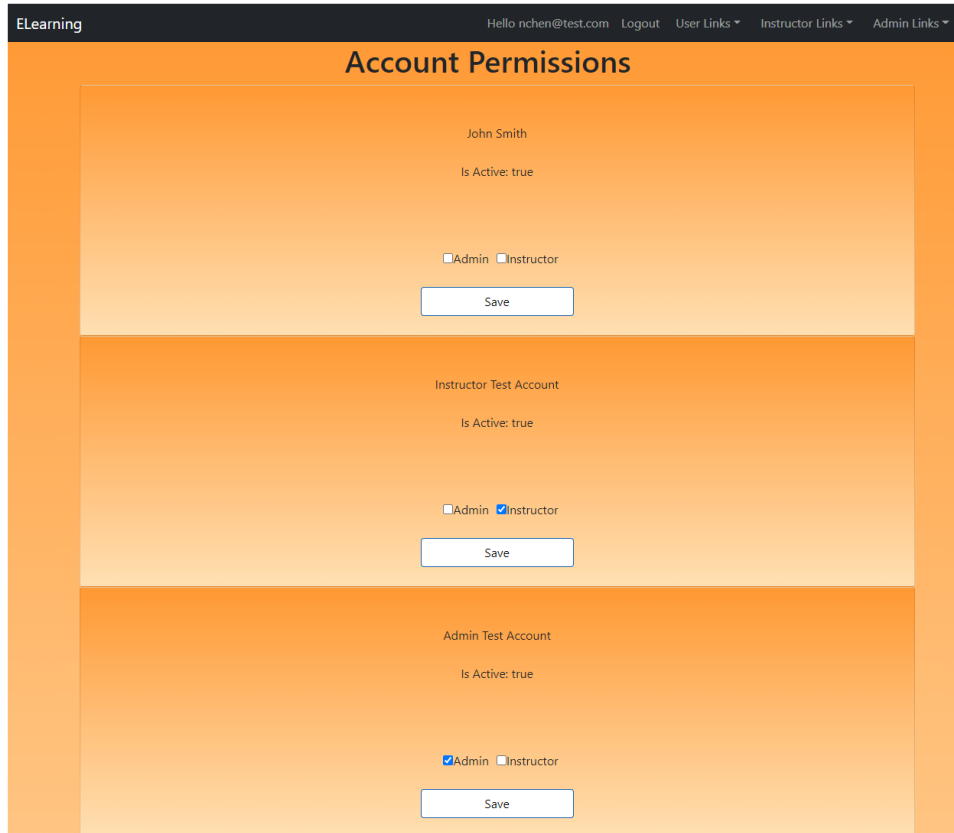 ELearning Hello nchen@test.com Logout User Links Instructor Links Admin Links
Account Permissions
John Smith
Is Active: true
Admin Instructor
Save
Instructor Test Account
Is Active: true
Admin Instructor
Save
Admin Test Account
Is Active: true
Admin Instructor
Save